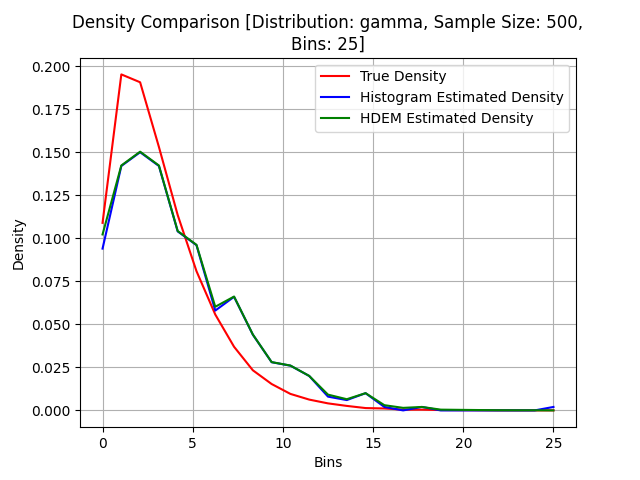 Density Comparison [Distribution: gamma, Sample Size: 500,
Bins: 25]
True Density
Histogram Estimated Density
HDEM Estimated Density
Density
0.200
0.175
0.150
0.125
0.100
0.075
0.050
0.025
0.000
0 5 10 15 20 25
Bins